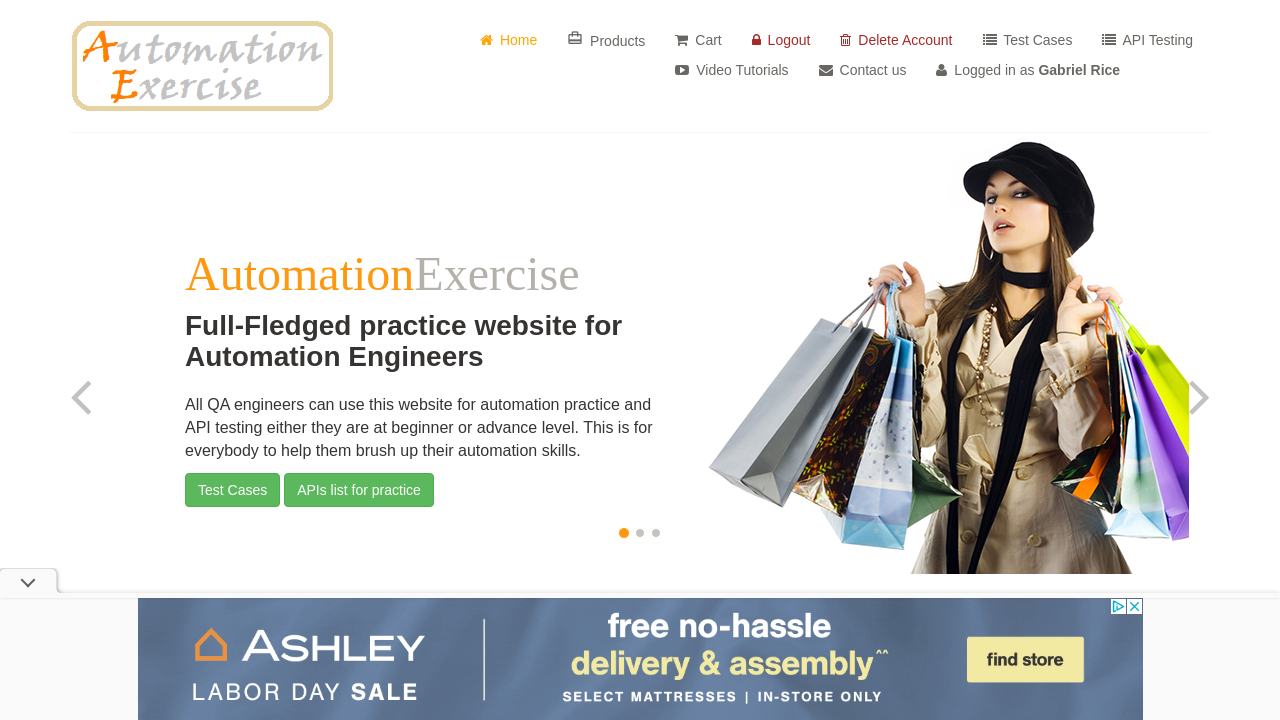 Automation Exercise
Home Products Cart Logout Delete Account Test Cases API Testing
Video Tutorials Contact us Logged in as Gabriel Rice
AutomationExercise
Full-Fledged practice website for
Automation Engineers
All QA engineers can use this website for automation practice and
API testing either they are at beginner or advance level. This is for
everybody to help them brush up their automation skills.
Test Cases APIs list for practice
ASHLEY
LABOR DAY SALE
free no-hassle
delivery & assembly^^
SELECT MATTRESSES | IN-STORE ONLY
find store